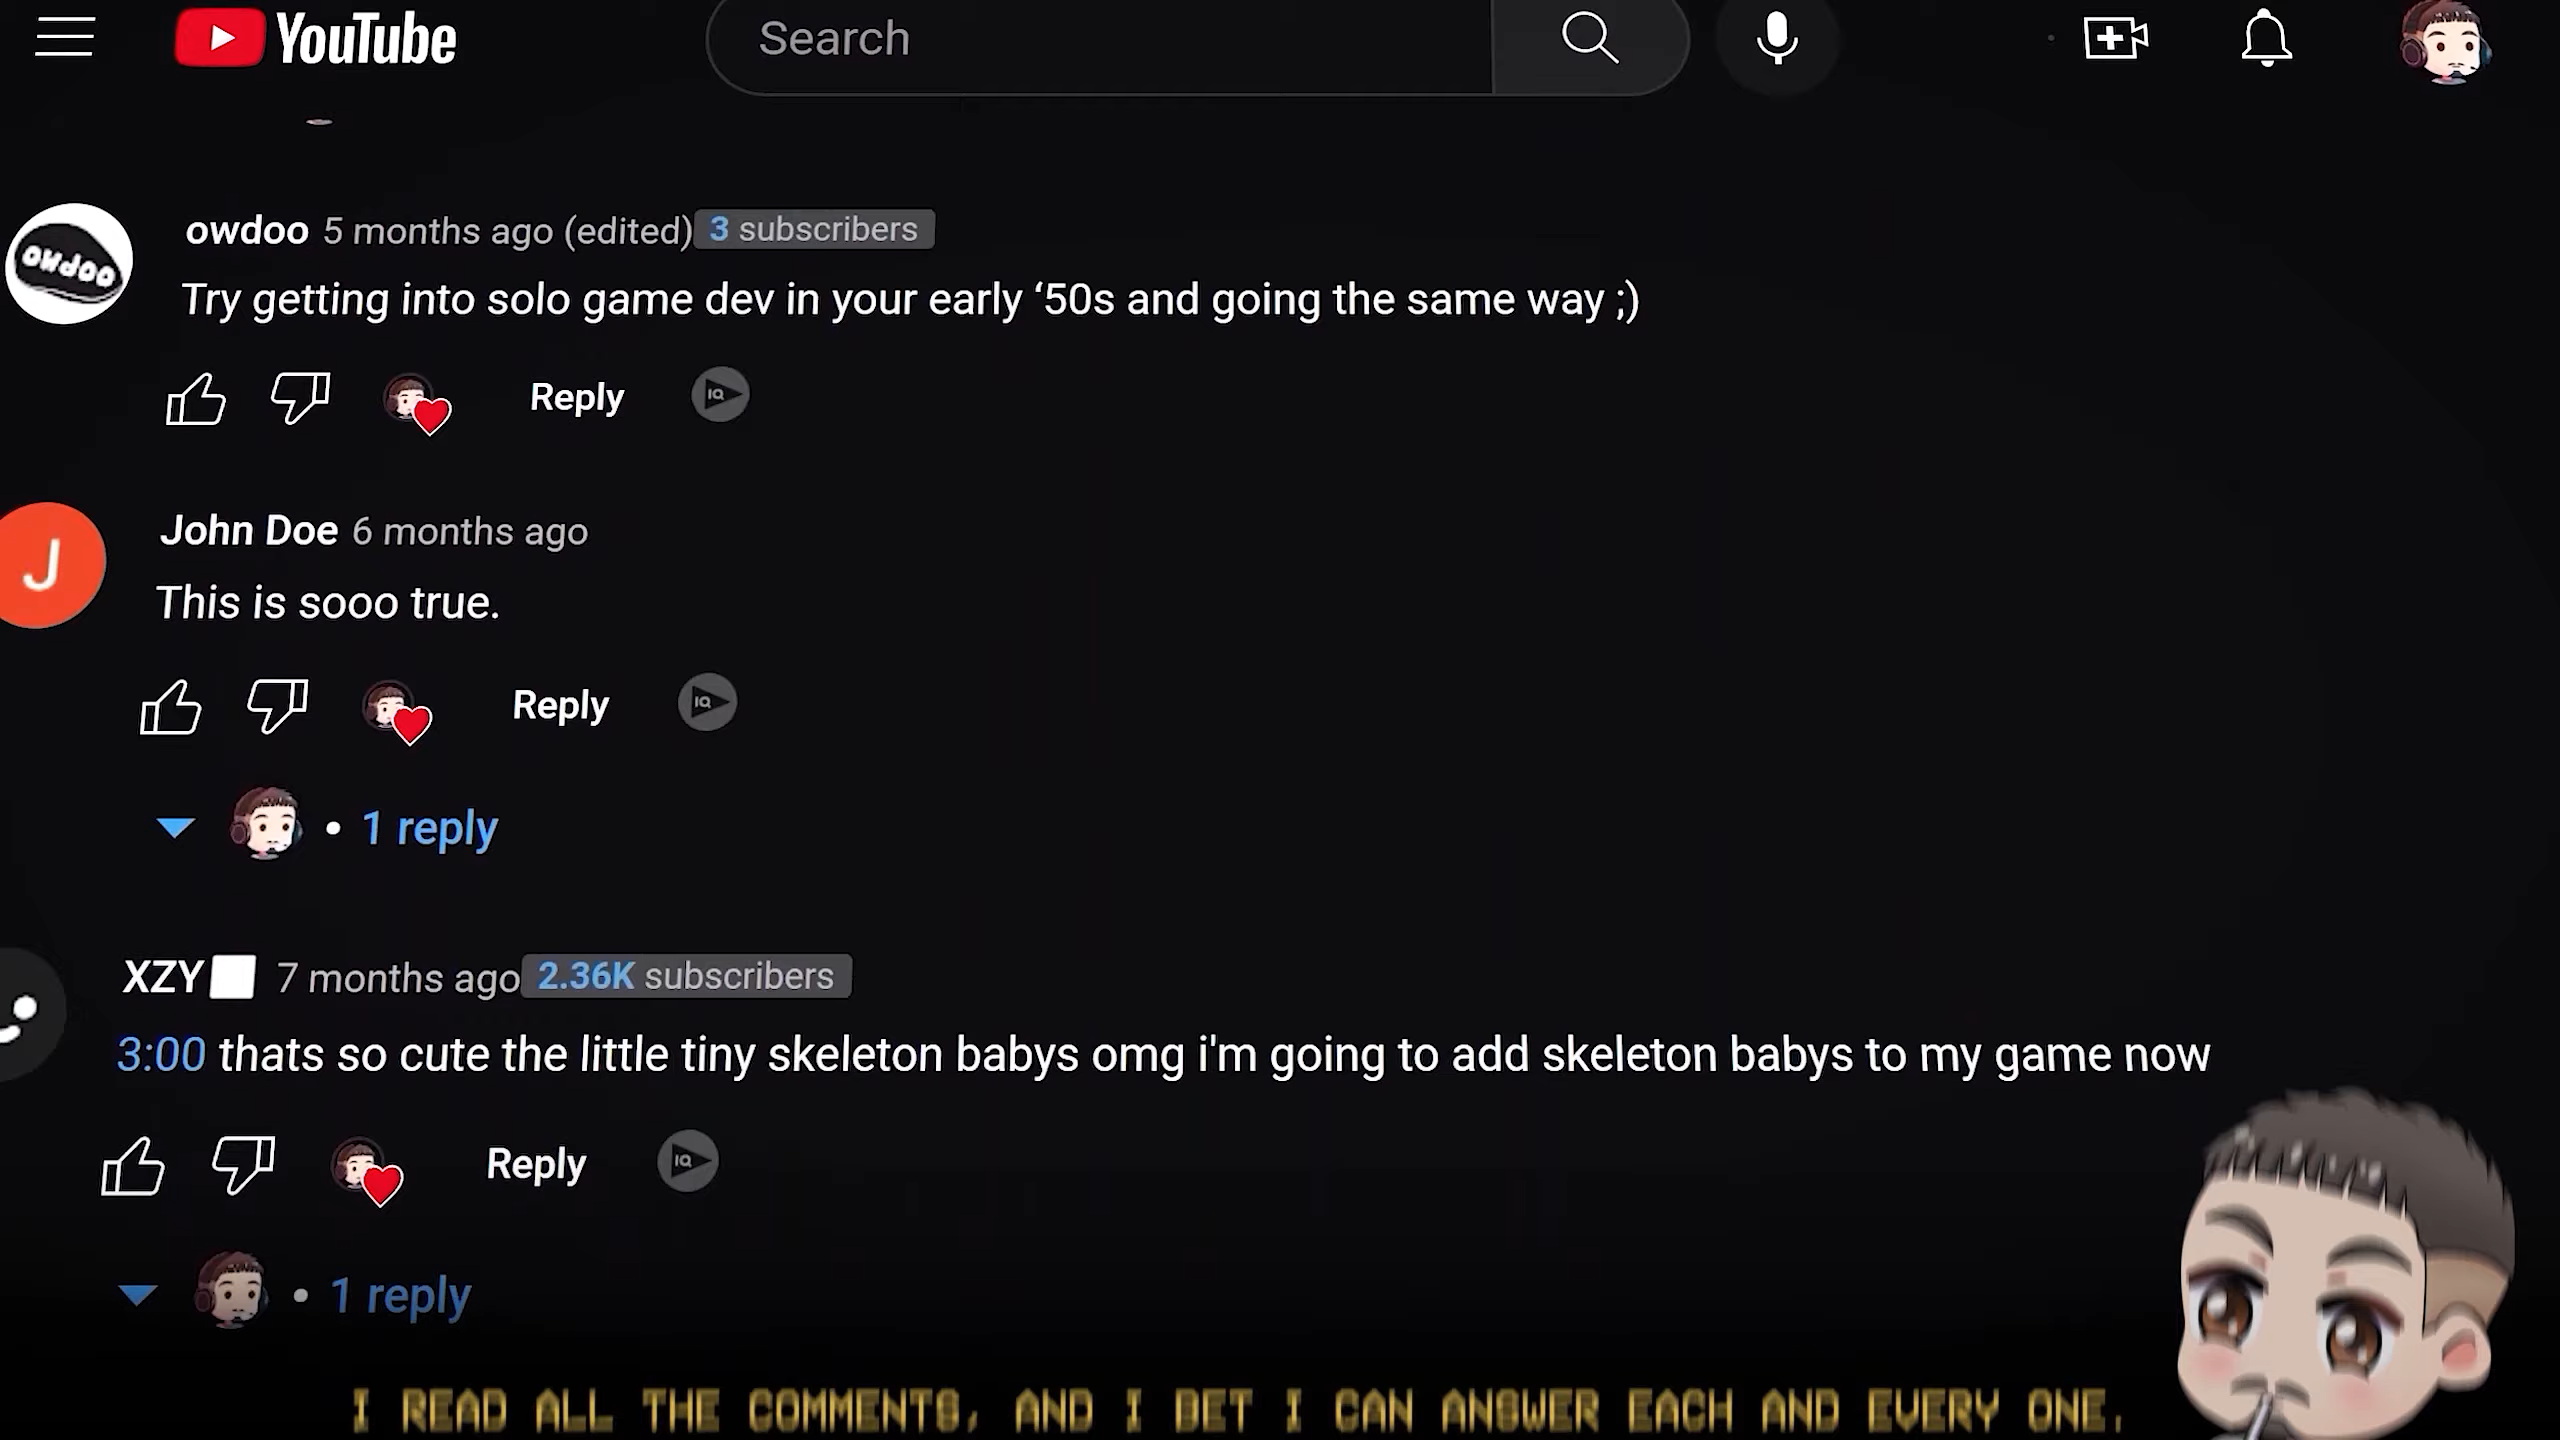 YouTube
Search
owdoo 5 months ago (edited) 3 subscribers
owdoo
Try getting into solo game dev in your early ‘50s and going the same way ;)
Reply IQ
John Doe 6 months ago
J
This is sooo true.
Reply IQ
• 1 reply
XZY 7 months ago 2.36K subscribers
3:00 thats so cute the little tiny skeleton babys omg i'm going to add skeleton babys to my game now
Reply IQ
• 1 reply
I READ ALL THE COMMENTS, AND I BET I CAN ANSWER EACH AND EVERY ONE.